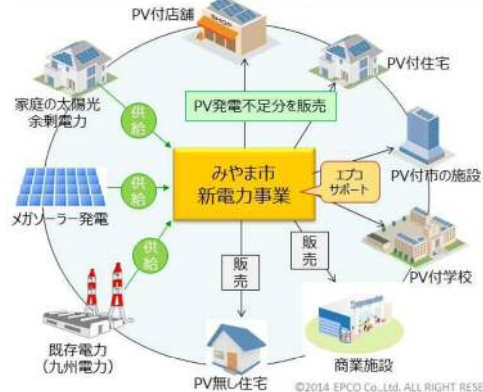 PV付店舗
SHOP
PV付住宅
家庭の太陽光
余剰電力
供給
PV発電不足分を販売
PV付市の施設
みやま市
新電力事業
エプコ
サポート
メガソーラー発電
供給
供給
販売
販売
PV付学校
既存電力
(九州電力)
PV無し住宅
商業施設
©2014 EPCO Co.,Ltd. ALL RIGHT RESE